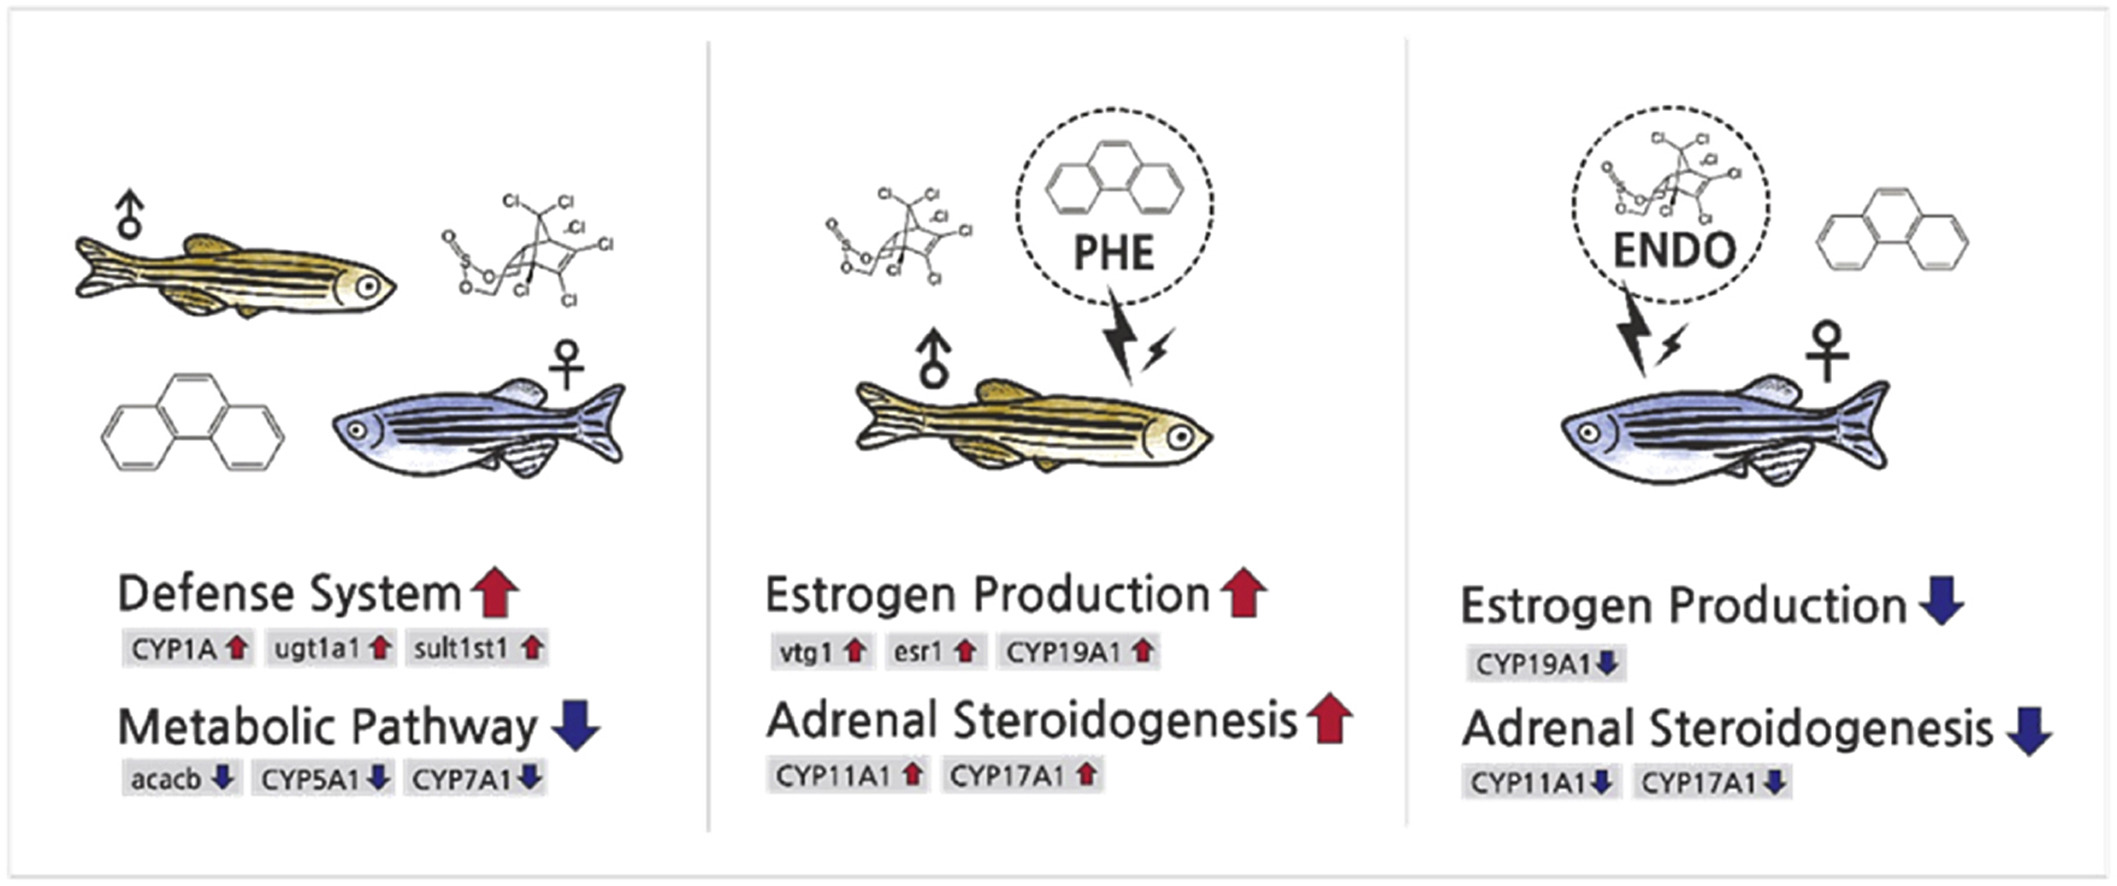 Cl Cl
.Cl
Cl
O
S
O
O
Cl
Cl
Defense System
CYP1A ugt1a1 sult1st1
Metabolic Pathway
acacb CYP5A1 CYP7A1
Cl Cl
.Cl
Cl
O
S
O
O
Cl
Cl
PHE
Estrogen Production
vtg1 esr1 CYP19A1
Adrenal Steroidogenesis
CYP11A1 CYP17A1
Cl Cl
.Cl
Cl
O
S
O
O
Cl
Cl
ENDO
Estrogen Production
CYP19A1
Adrenal Steroidogenesis
CYP11A1 CYP17A1